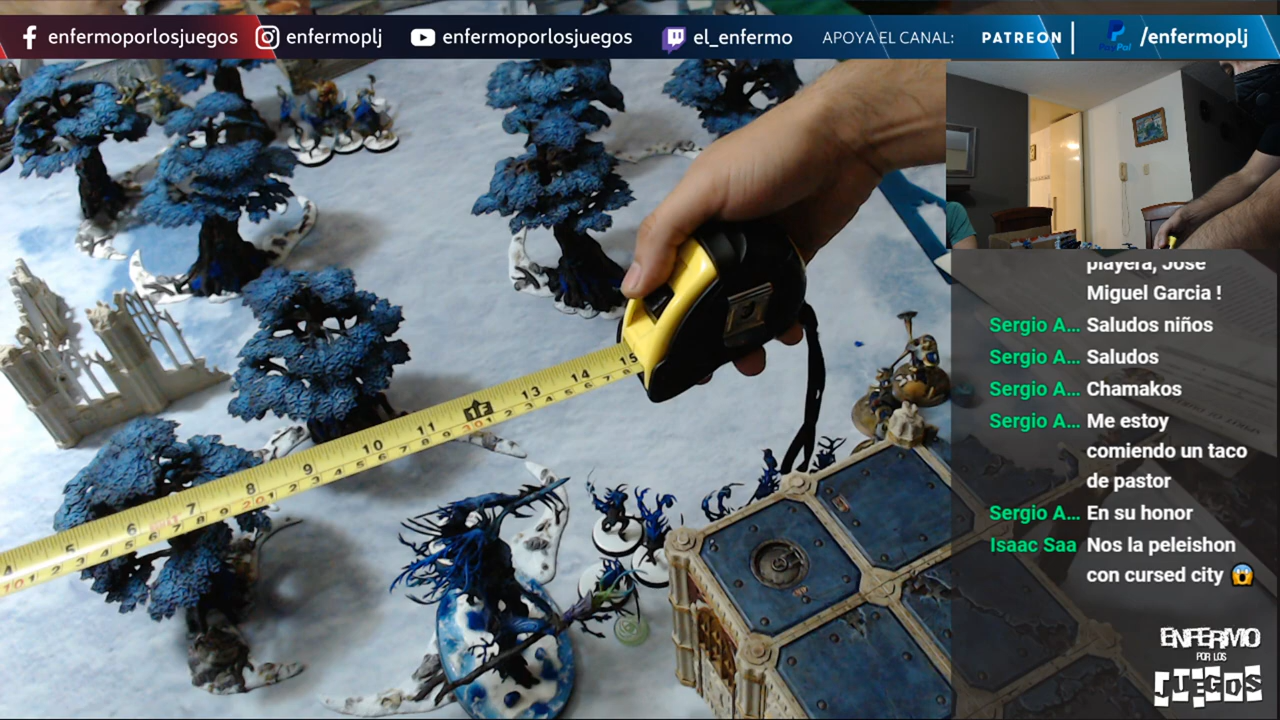 enfermoporlosjuegos enfermoplj enfermoporlosjuegos el_enfermo APOYA EL CANAL: PATREON PayPal /enfermoplj
playera, Jose
Miguel Garcia !
Sergio A... Saludos niños
Sergio A... Saludos
Sergio A... Chamakos
Sergio A... Me estoy
comiendo un taco
de pastor
Sergio A... En su honor
Isaac Saa Nos la peleishon
con cursed city 😱
4 5 6 7 8 9 10 11 1F 13 14 15
ENFERMO
POR LOS
JUEGOS